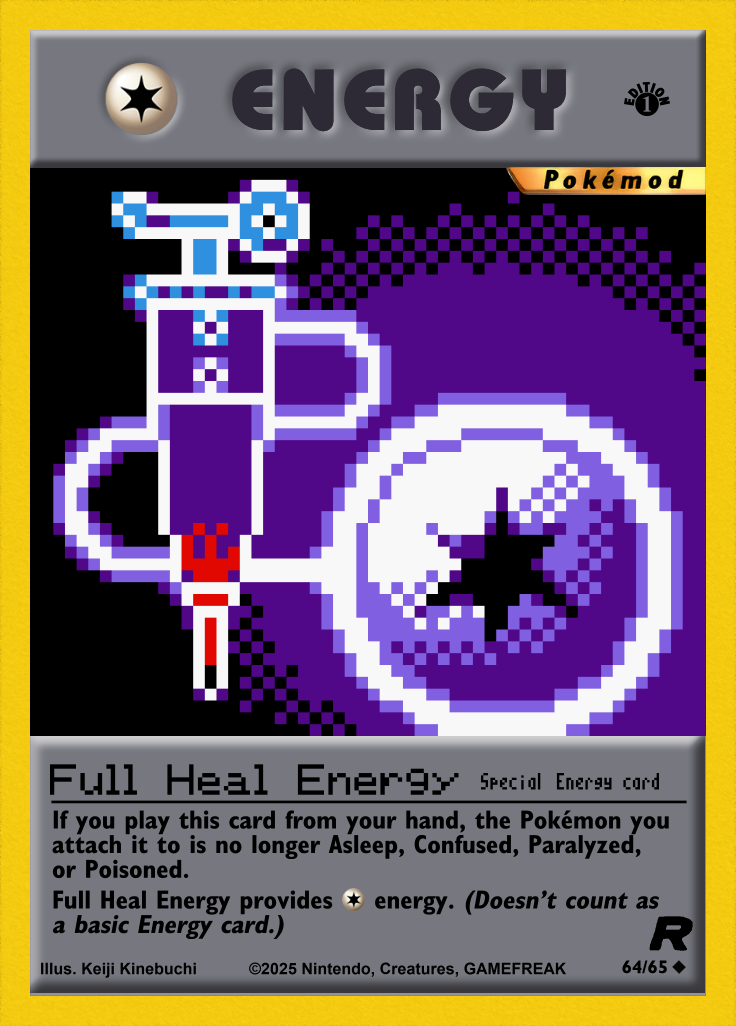 ENERGY
EDITION 1
Pokémod
Full Heal Energy Special Energy card
If you play this card from your hand, the Pokémon you
attach it to is no longer Asleep, Confused, Paralyzed,
or Poisoned.
Full Heal Energy provides energy. (Doesn't count as
a basic Energy card.)
R
Illus. Keiji Kinebuchi ©2025 Nintendo, Creatures, GAMEFREAK 64/65